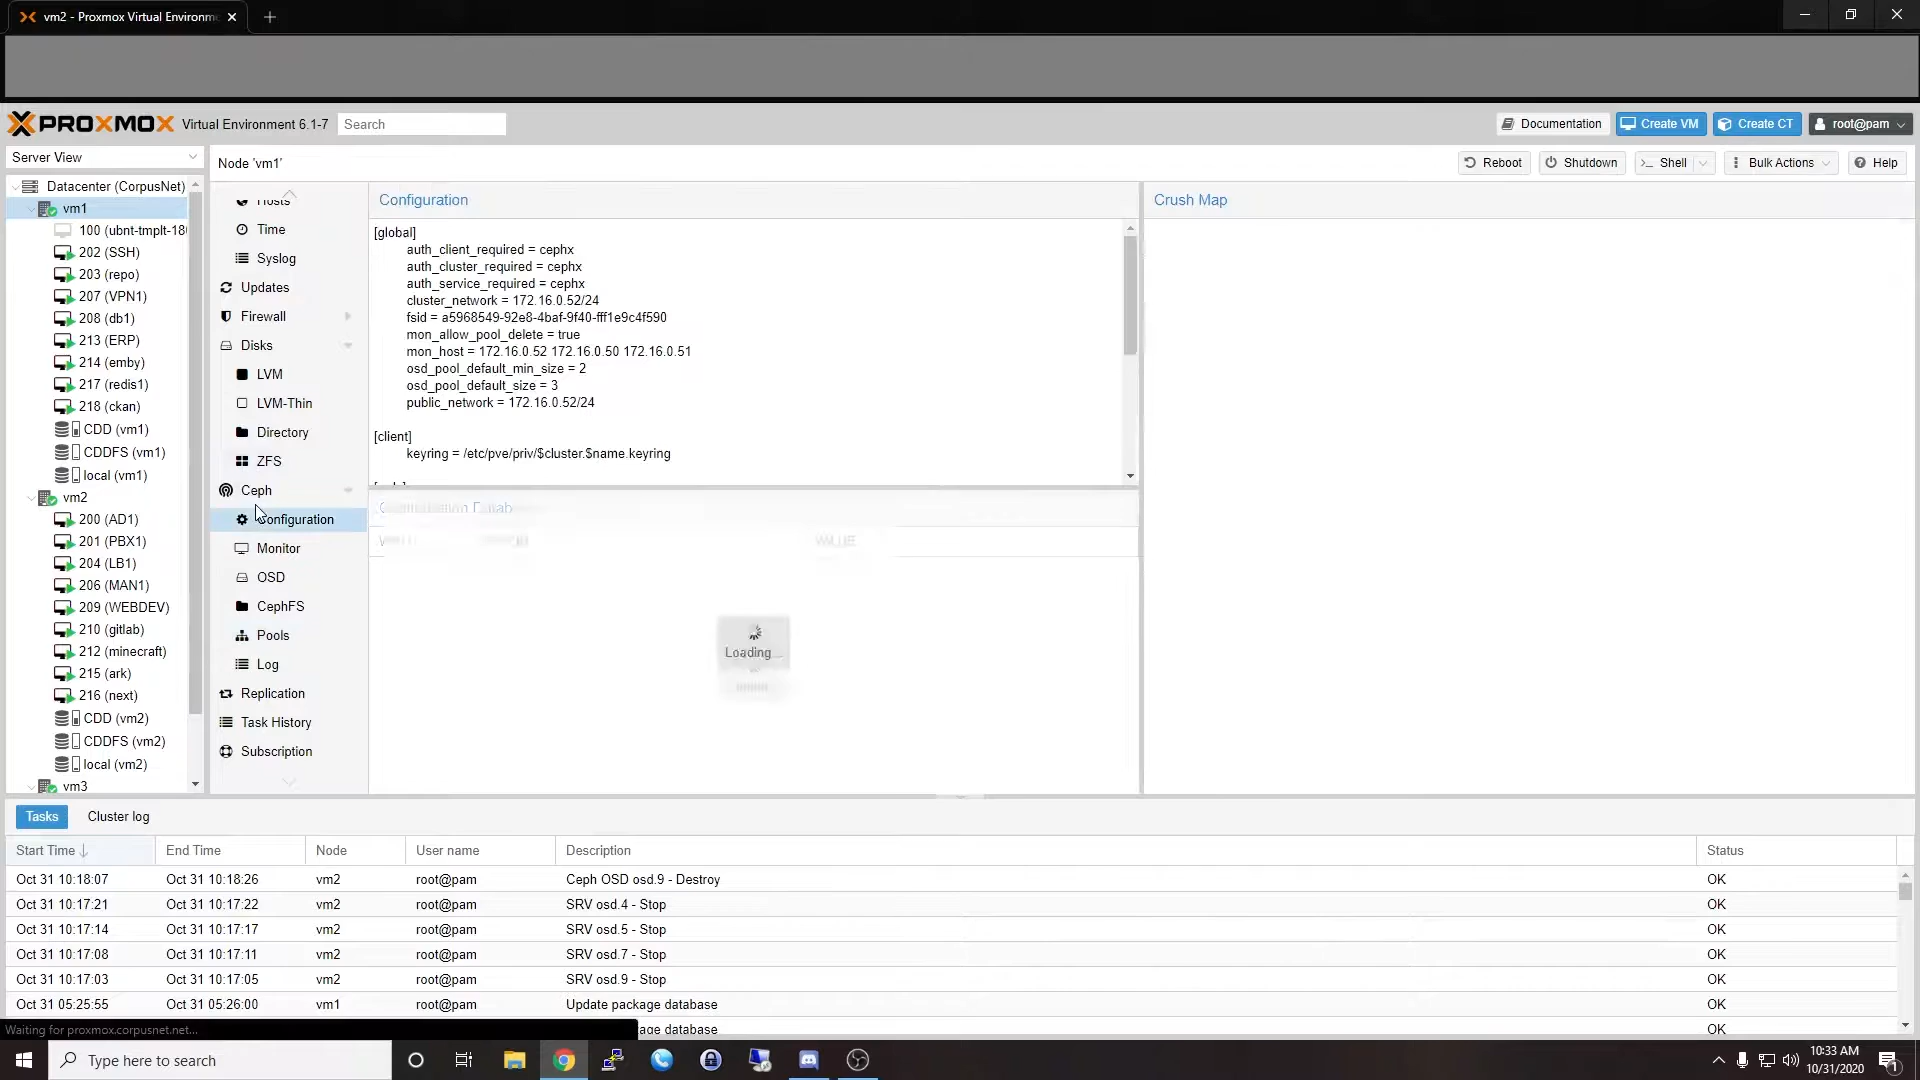 vm2 - Proxmox Virtual Environm
PROXMOX Virtual Environment 6.1-7 Search
Documentation Create VM Create CT root@pam
Server View
Node 'vm1'
Reboot Shutdown Shell Bulk Actions Help
Datacenter (CorpusNet)
vm1
100 (ubnt-tmplt-18
202 (SSH)
203 (repo)
207 (VPN1)
208 (db1)
213 (ERP)
214 (emby)
217 (redis1)
218 (ckan)
CDD (vm1)
CDDFS (vm1)
local (vm1)
vm2
200 (AD1)
201 (PBX1)
204 (LB1)
206 (MAN1)
209 (WEBDEV)
210 (gitlab)
212 (minecraft)
215 (ark)
216 (next)
CDD (vm2)
CDDFS (vm2)
local (vm2)
vm3
Hosts
Time
Syslog
Updates
Firewall
Disks
LVM
LVM-Thin
Directory
ZFS
Ceph
Configuration
Monitor
OSD
CephFS
Pools
Log
Replication
Task History
Subscription
Configuration
[global]
auth_client_required = cephx
auth_cluster_required = cephx
auth_service_required = cephx
cluster_network = 172.16.0.52/24
fsid = a5968549-92e8-4baf-9f40-fff1e9c4f590
mon_allow_pool_delete = true
mon_host = 172.16.0.52 172.16.0.50 172.16.0.51
osd_pool_default_min_size = 2
osd_pool_default_size = 3
public_network = 172.16.0.52/24
[client]
keyring = /etc/pve/priv/$cluster.$name.keyring
VALUE
Loading...
Crush Map
Tasks Cluster log
Start Time End Time Node User name Description Status
Oct 31 10:18:07 Oct 31 10:18:26 vm2 root@pam Ceph OSD osd.9 - Destroy OK
Oct 31 10:17:21 Oct 31 10:17:22 vm2 root@pam SRV osd.4 - Stop OK
Oct 31 10:17:14 Oct 31 10:17:17 vm2 root@pam SRV osd.5 - Stop OK
Oct 31 10:17:08 Oct 31 10:17:11 vm2 root@pam SRV osd.7 - Stop OK
Oct 31 10:17:03 Oct 31 10:17:05 vm2 root@pam SRV osd.9 - Stop OK
Oct 31 05:25:55 Oct 31 05:26:00 vm1 root@pam Update package database OK
Waiting for proxmox.corpusnet.net... database OK
Type here to search
10:33 AM
10/31/2020
1